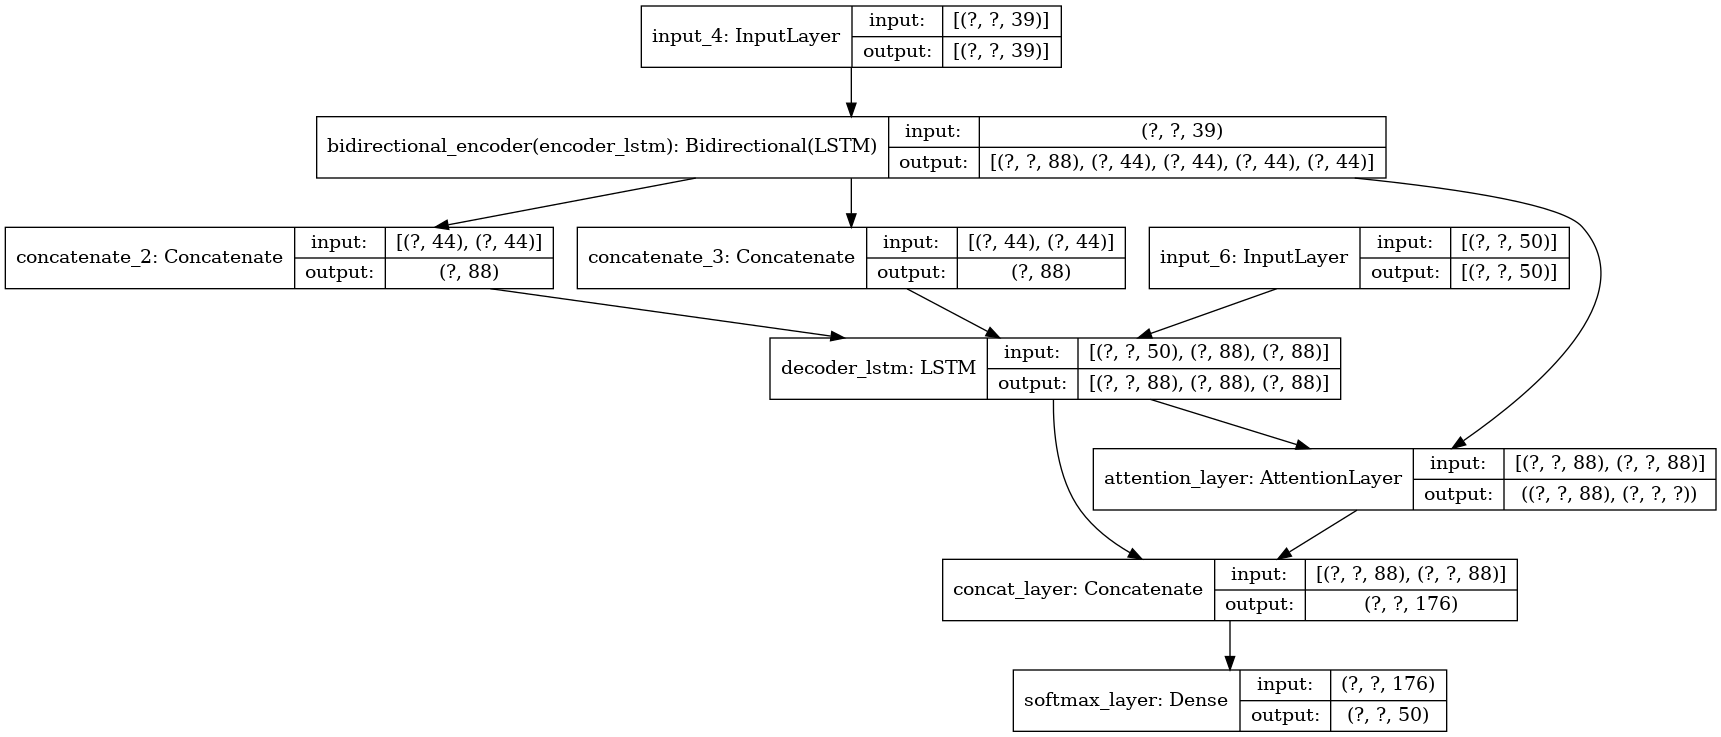 input_4: InputLayer
input:
[(?, ?, 39)]
output:
[(?, ?, 39)]
bidirectional_encoder(encoder_lstm): Bidirectional(LSTM)
input:
(?, ?, 39)
output:
[(?, ?, 88), (?, 44), (?, 44), (?, 44), (?, 44)]
concatenate_2: Concatenate
input:
[(?, 44), (?, 44)]
output:
(?, 88)
concatenate_3: Concatenate
input:
[(?, 44), (?, 44)]
output:
(?, 88)
input_6: InputLayer
input:
[(?, ?, 50)]
output:
[(?, ?, 50)]
decoder_lstm: LSTM
input:
[(?, ?, 50), (?, 88), (?, 88)]
output:
[(?, ?, 88), (?, 88), (?, 88)]
attention_layer: AttentionLayer
input:
[(?, ?, 88), (?, ?, 88)]
output:
((?, ?, 88), (?, ?, ?))
concat_layer: Concatenate
input:
[(?, ?, 88), (?, ?, 88)]
output:
(?, ?, 176)
softmax_layer: Dense
input:
(?, ?, 176)
output:
(?, ?, 50)